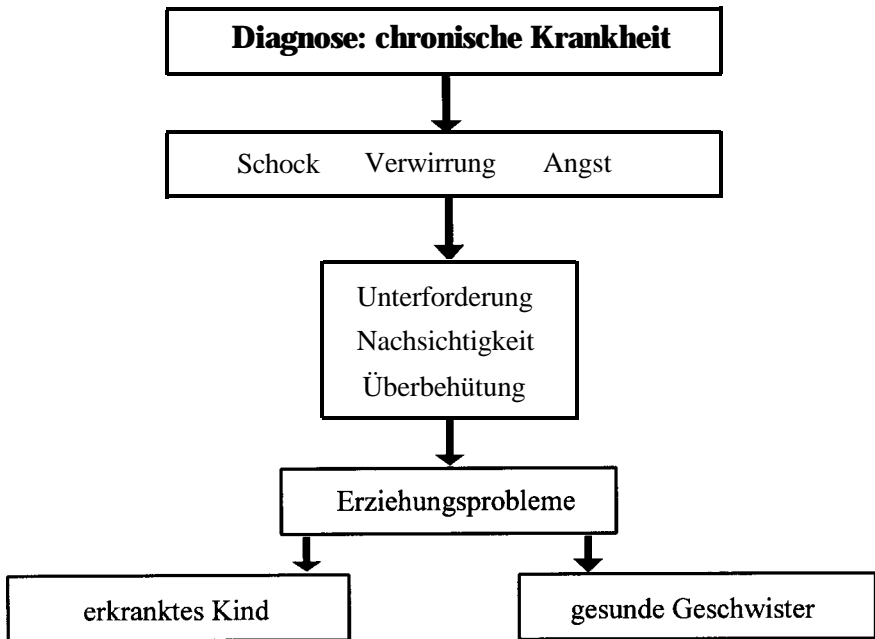 Diagnose: chronische Krankheit
Schock Verwirrung Angst
Unterforderung
Nachsichtigkeit
Überbehütung
Erziehungsprobleme
erkranktes Kind
gesunde Geschwister